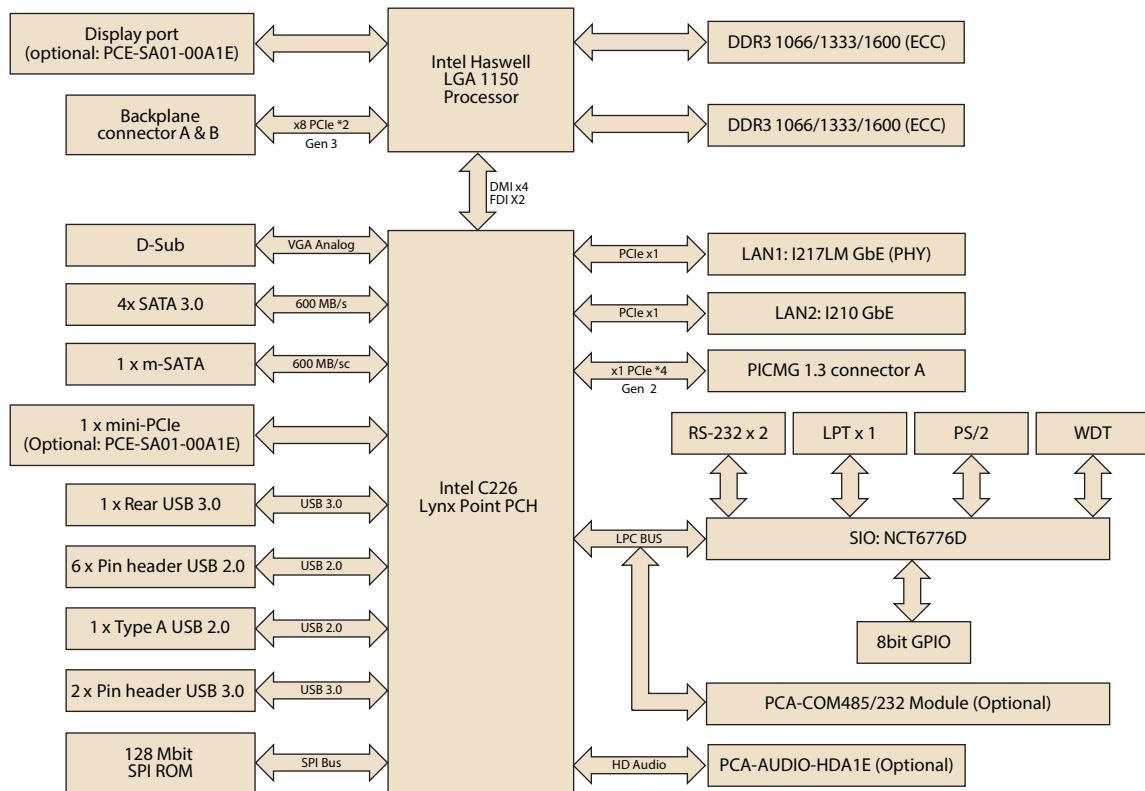 Display port
(optional: PCE-SA01-00A1E)
Intel Haswell
LGA 1150
Processor
DDR3 1066/1333/1600 (ECC)
Backplane
connector A & B
x8 PCIe *2
Gen 3
DDR3 1066/1333/1600 (ECC)
DMI x4
FDI X2
D-Sub
VGA Analog
4x SATA 3.0
600 MB/s
1 x m-SATA
600 MB/sc
1 x mini-PCIe
(Optional: PCE-SA01-00A1E)
1 x Rear USB 3.0
USB 3.0
6 x Pin header USB 2.0
USB 2.0
1 x Type A USB 2.0
USB 2.0
2 x Pin header USB 3.0
USB 3.0
128 Mbit
SPI ROM
SPI Bus
Intel C226
Lynx Point PCH
PCIe x1
LAN1: I217LM GbE (PHY)
PCIe x1
LAN2: I210 GbE
x1 PCIe *4
Gen 2
PICMG 1.3 connector A
RS-232 x 2
LPT x 1
PS/2
WDT
LPC BUS
SIO: NCT6776D
8bit GPIO
PCA-COM485/232 Module (Optional)
HD Audio
PCA-AUDIO-HDA1E (Optional)